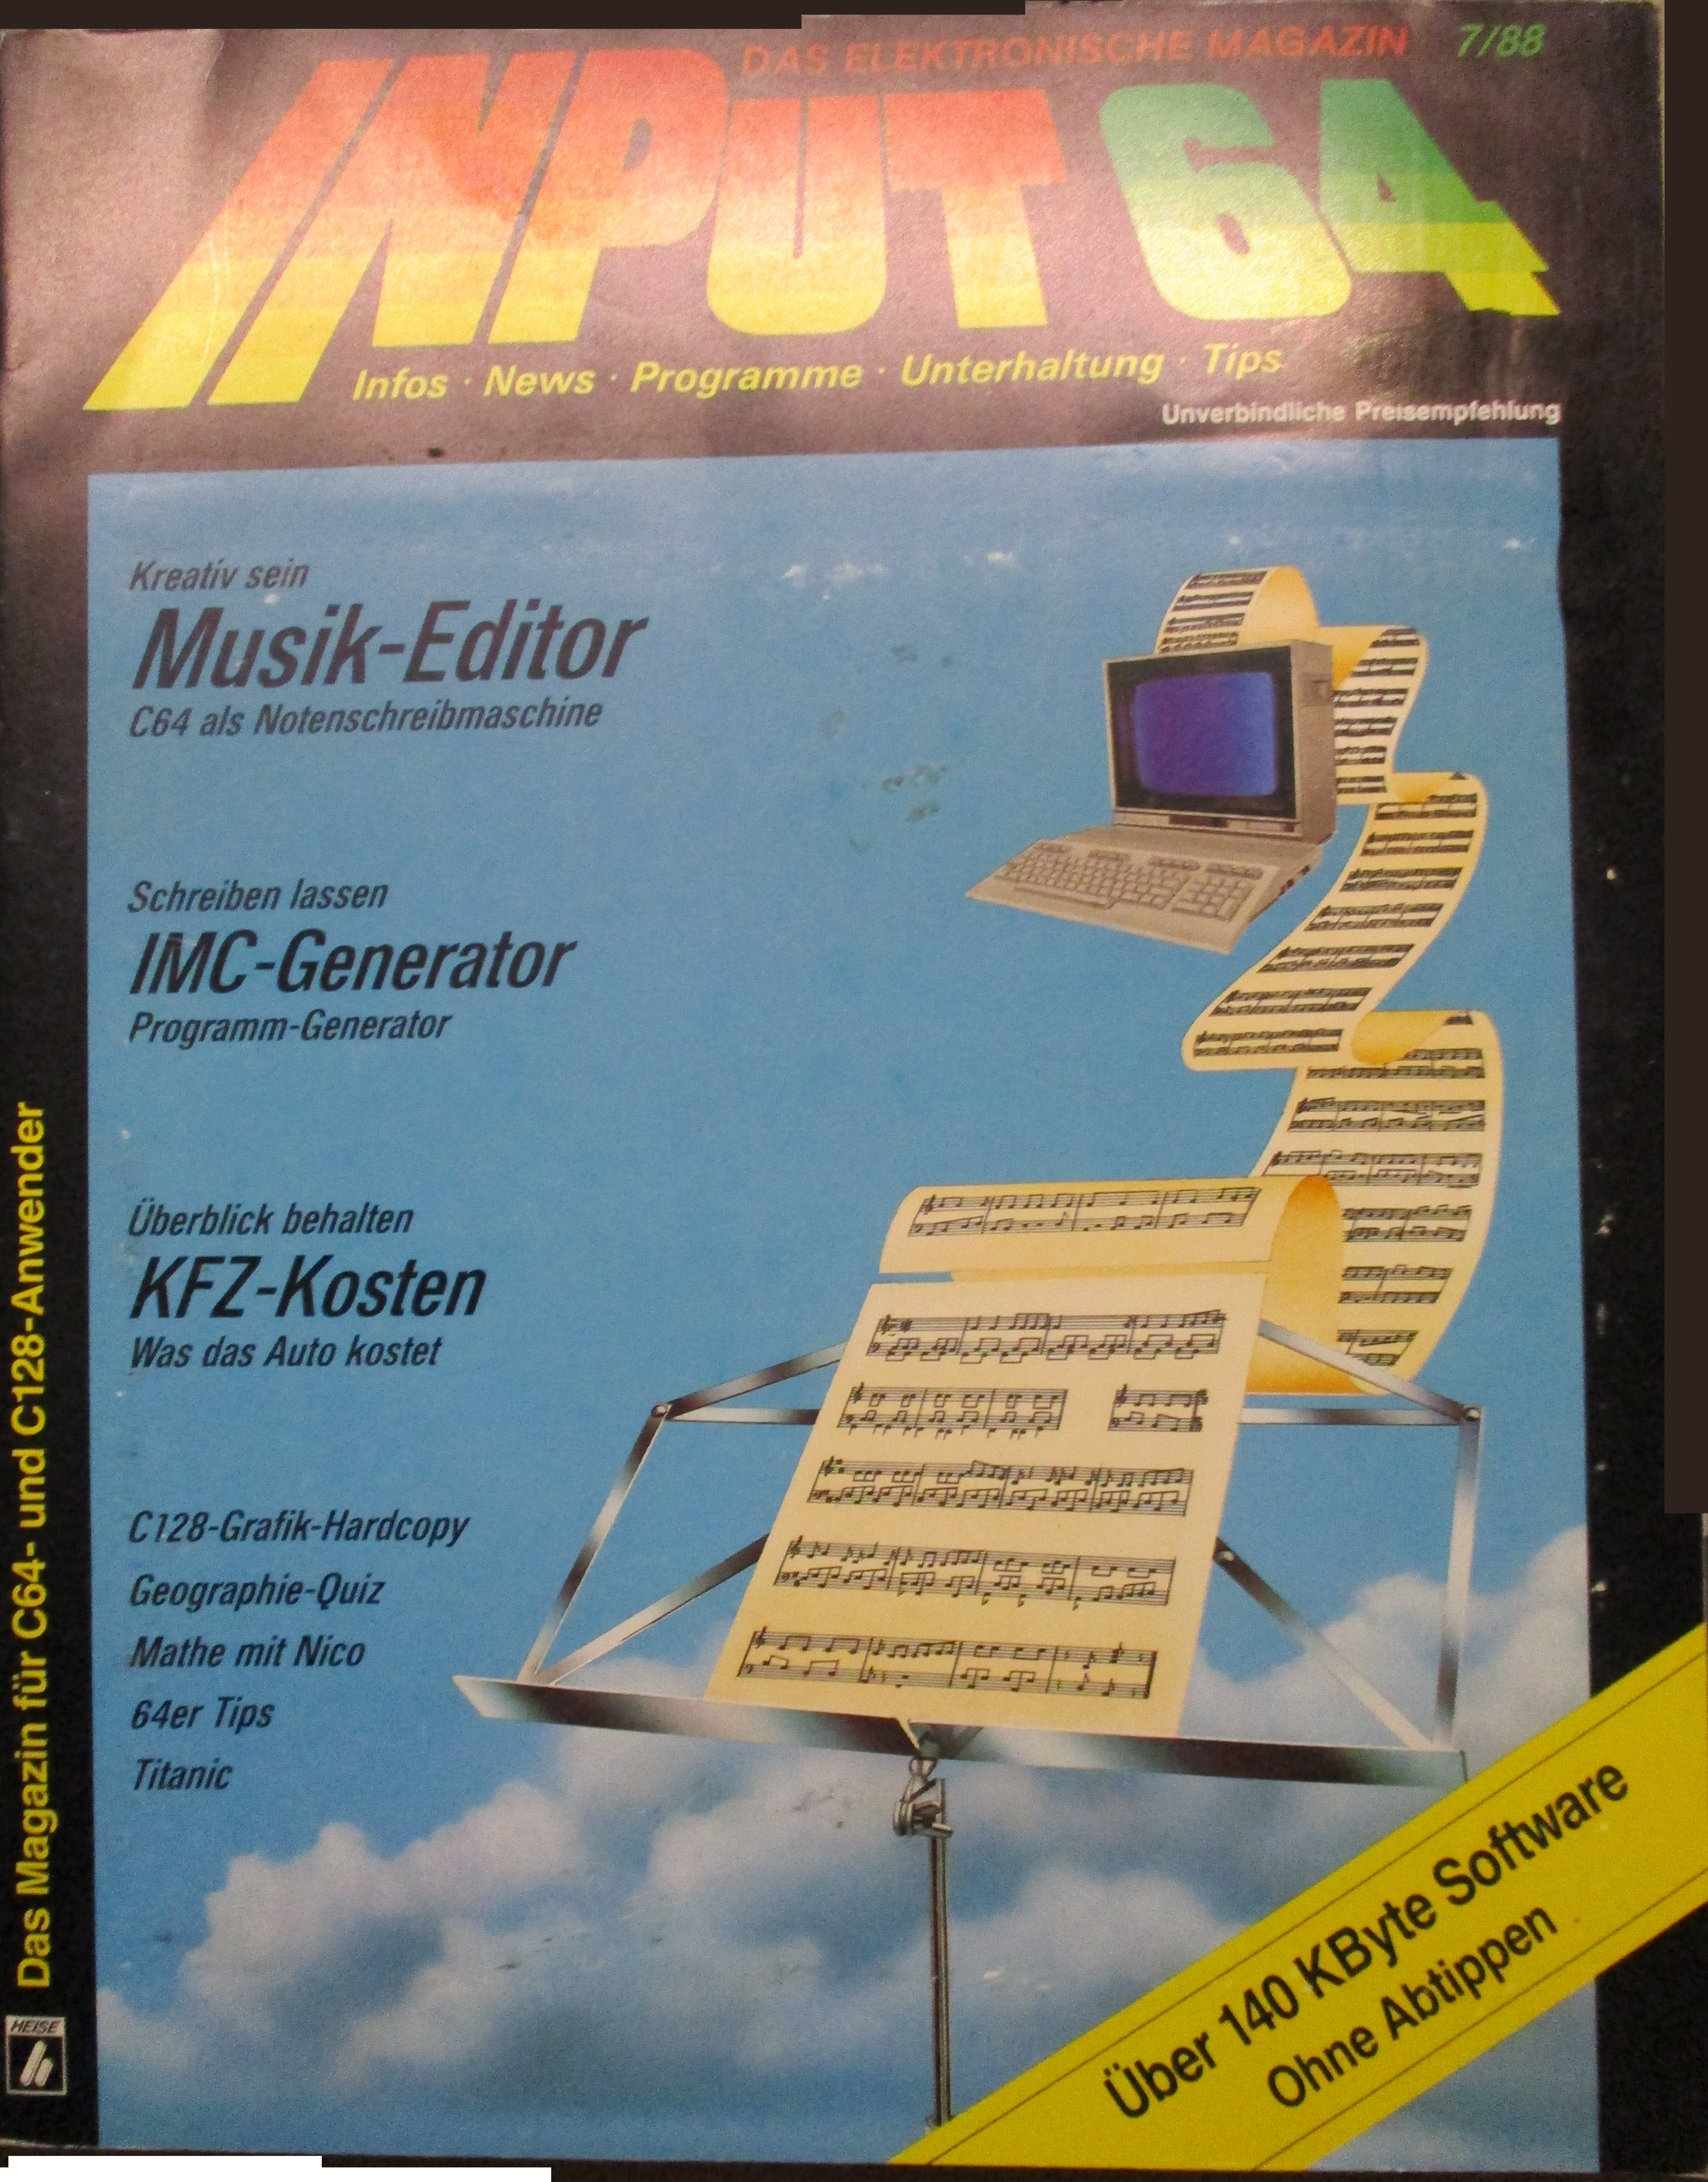 DAS ELEKTRONISCHE MAGAZIN 7/88
INPUT 64
Infos · News · Programme · Unterhaltung · Tips
Unverbindliche Preisempfehlung
Kreativ sein
Musik-Editor
C64 als Notenschreibmaschine
Schreiben lassen
IMC-Generator
Programm-Generator
Überblick behalten
KFZ-Kosten
Was das Auto kostet
C128-Grafik-Hardcopy
Geographie-Quiz
Mathe mit Nico
64er Tips
Titanic
Über 140 KByte Software
Ohne Abtippen
Das Magazin für C64- und C128-Anwender
HEISE